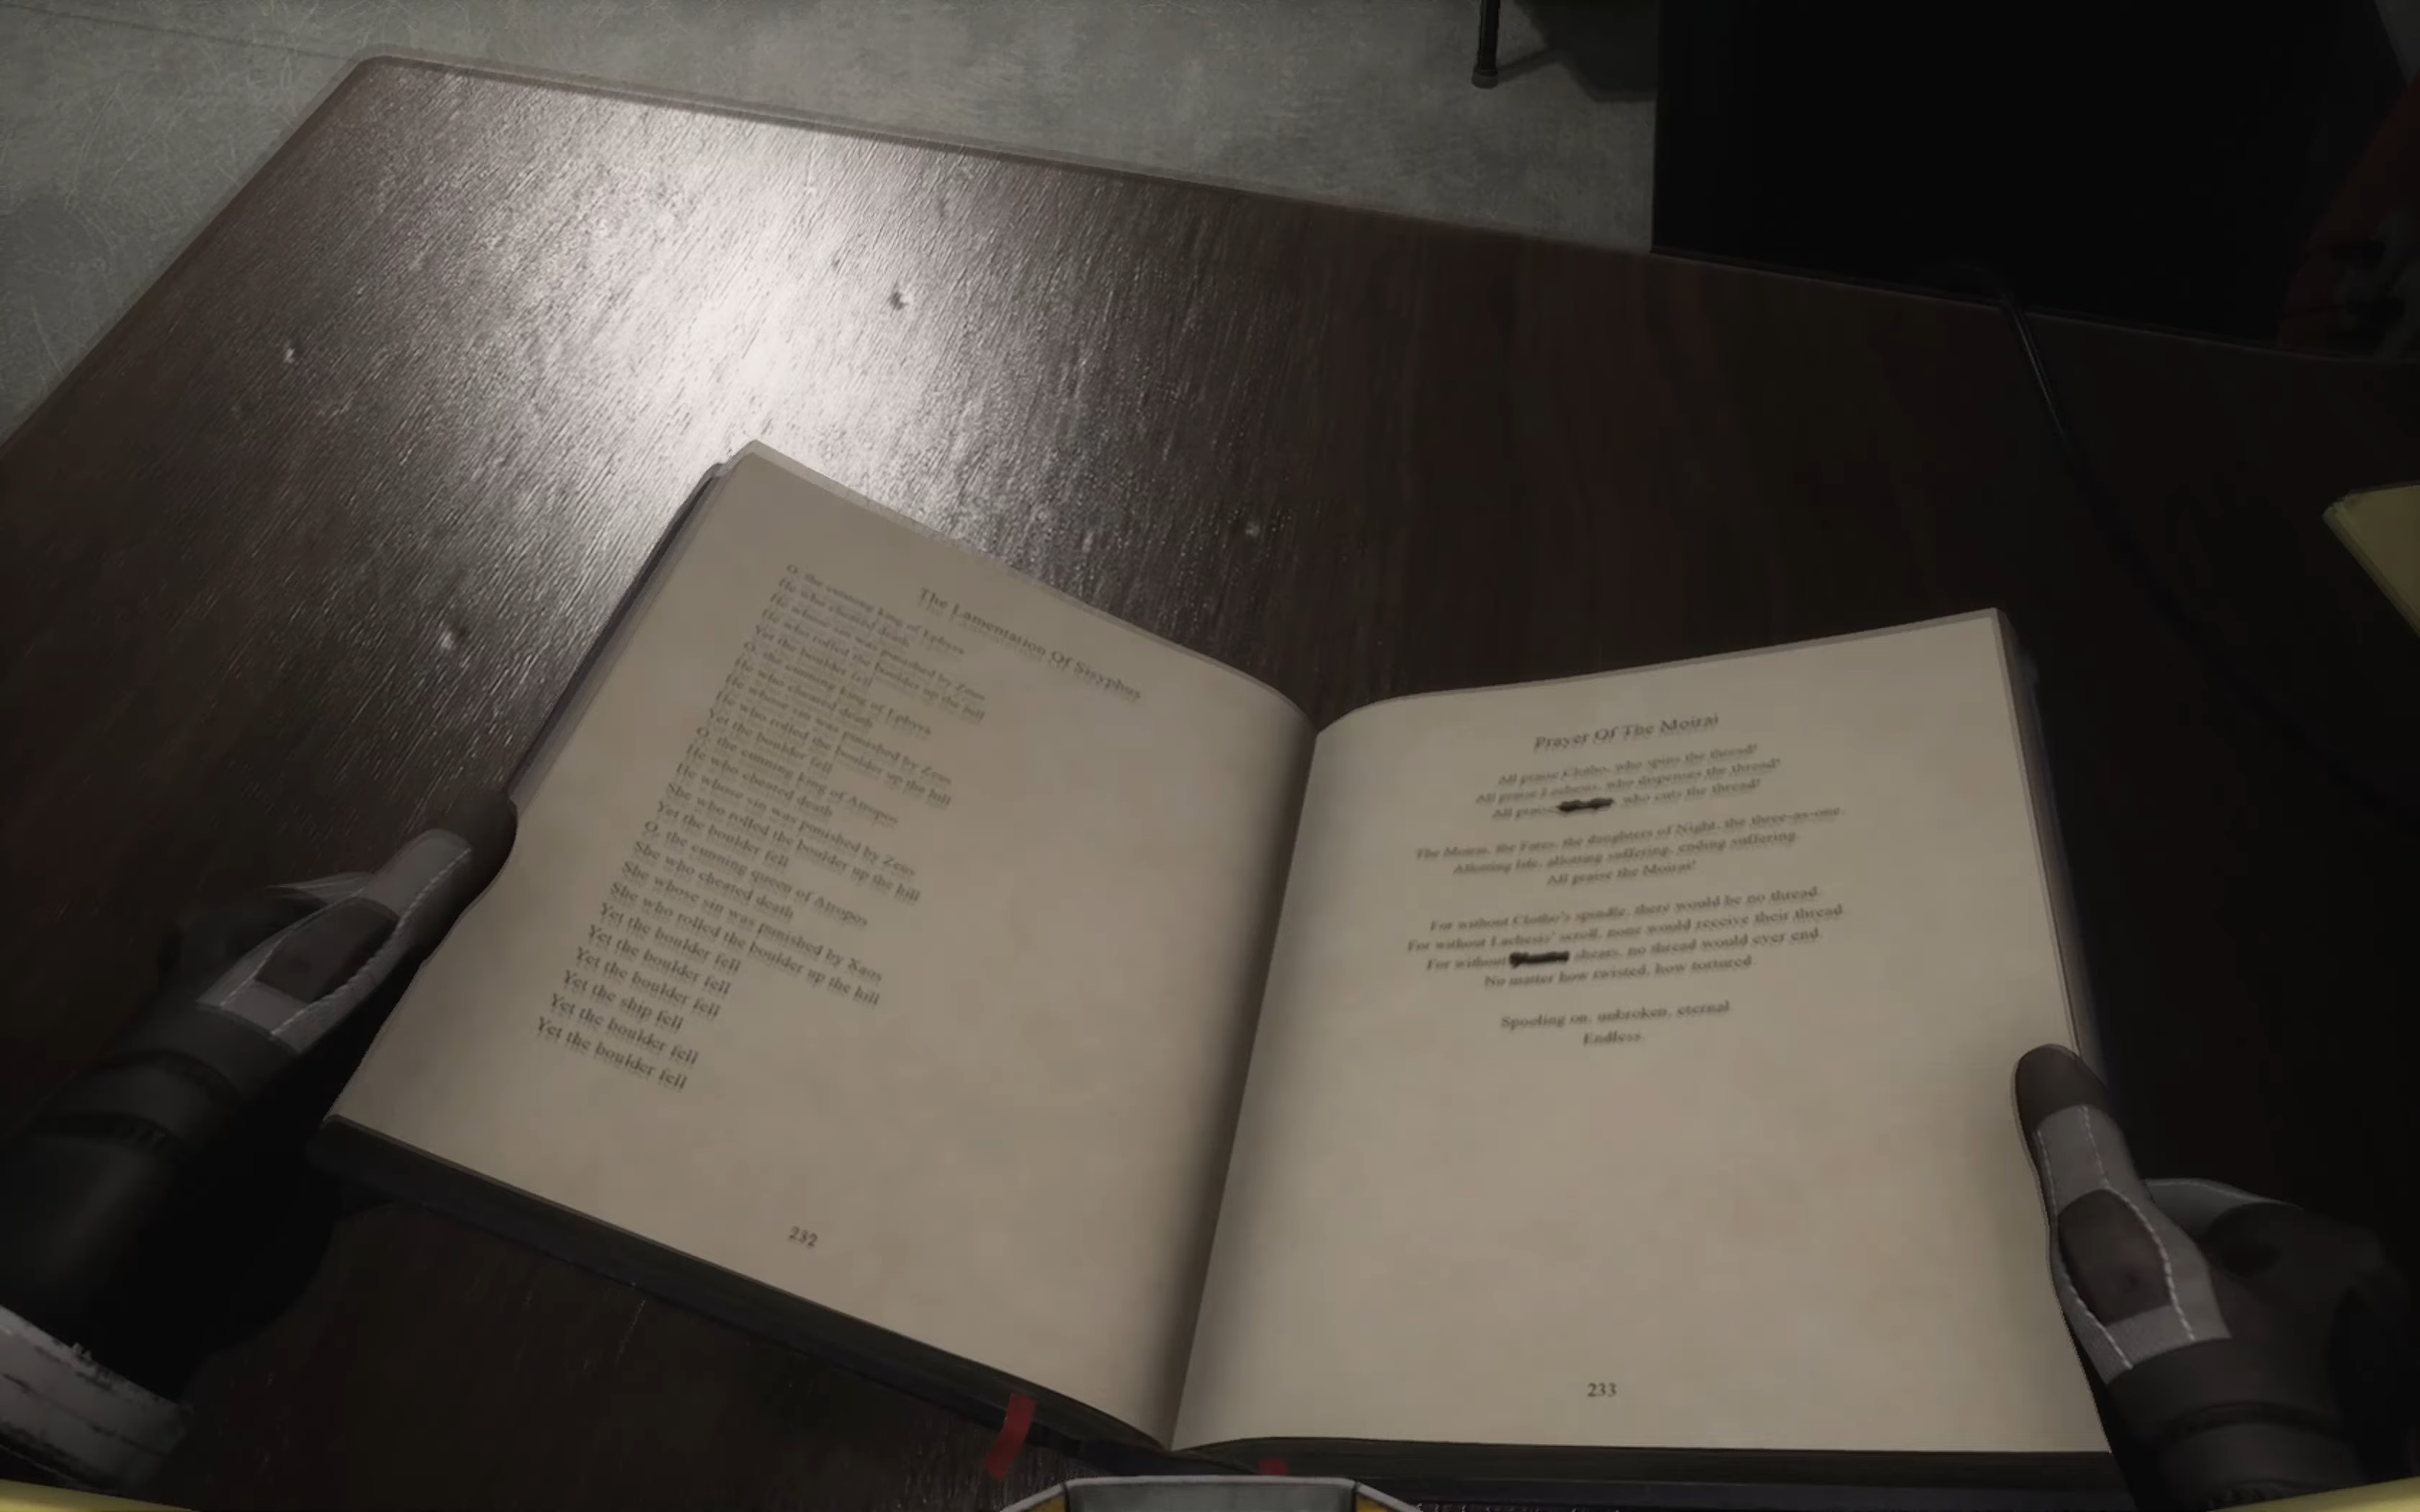 The Lamentation Of Sisyphus
O, the cunning king of Ephyra
He who cheated death
He whose sin was punished by Zeus
He who rolled the boulder up the hill
Yet the boulder fell
O, the cunning king of Ephyra
He who cheated death
He whose sin was punished by Zeus
He who rolled the boulder up the hill
Yet the boulder fell
O, the cunning king of Atropos
He who cheated death
He whose sin was punished by Zeus
She who rolled the boulder up the hill
Yet the boulder fell
O, the cunning queen of Atropos
She who cheated death
She whose sin was punished by Xaos
She who rolled the boulder up the hill
Yet the boulder fell
Yet the boulder fell
Yet the boulder fell
Yet the ship fell
Yet the boulder fell
Yet the boulder fell
232
Prayer Of The Moirai
All praise Clotho, who spins the thread!
All praise Lachesis, who dispenses the thread!
All praise who cuts the thread!
The Moirai, the Fates, the daughters of Night, the three-as-one.
Allotting life, allotting suffering, ending suffering.
All praise the Moirai!
For without Clotho's spindle, there would be no thread.
For without Lachesis' scroll, none would receive their thread.
For without shears, no thread would ever end.
No matter how twisted, how tortured.
Spooling on, unbroken, eternal.
Endless.
233